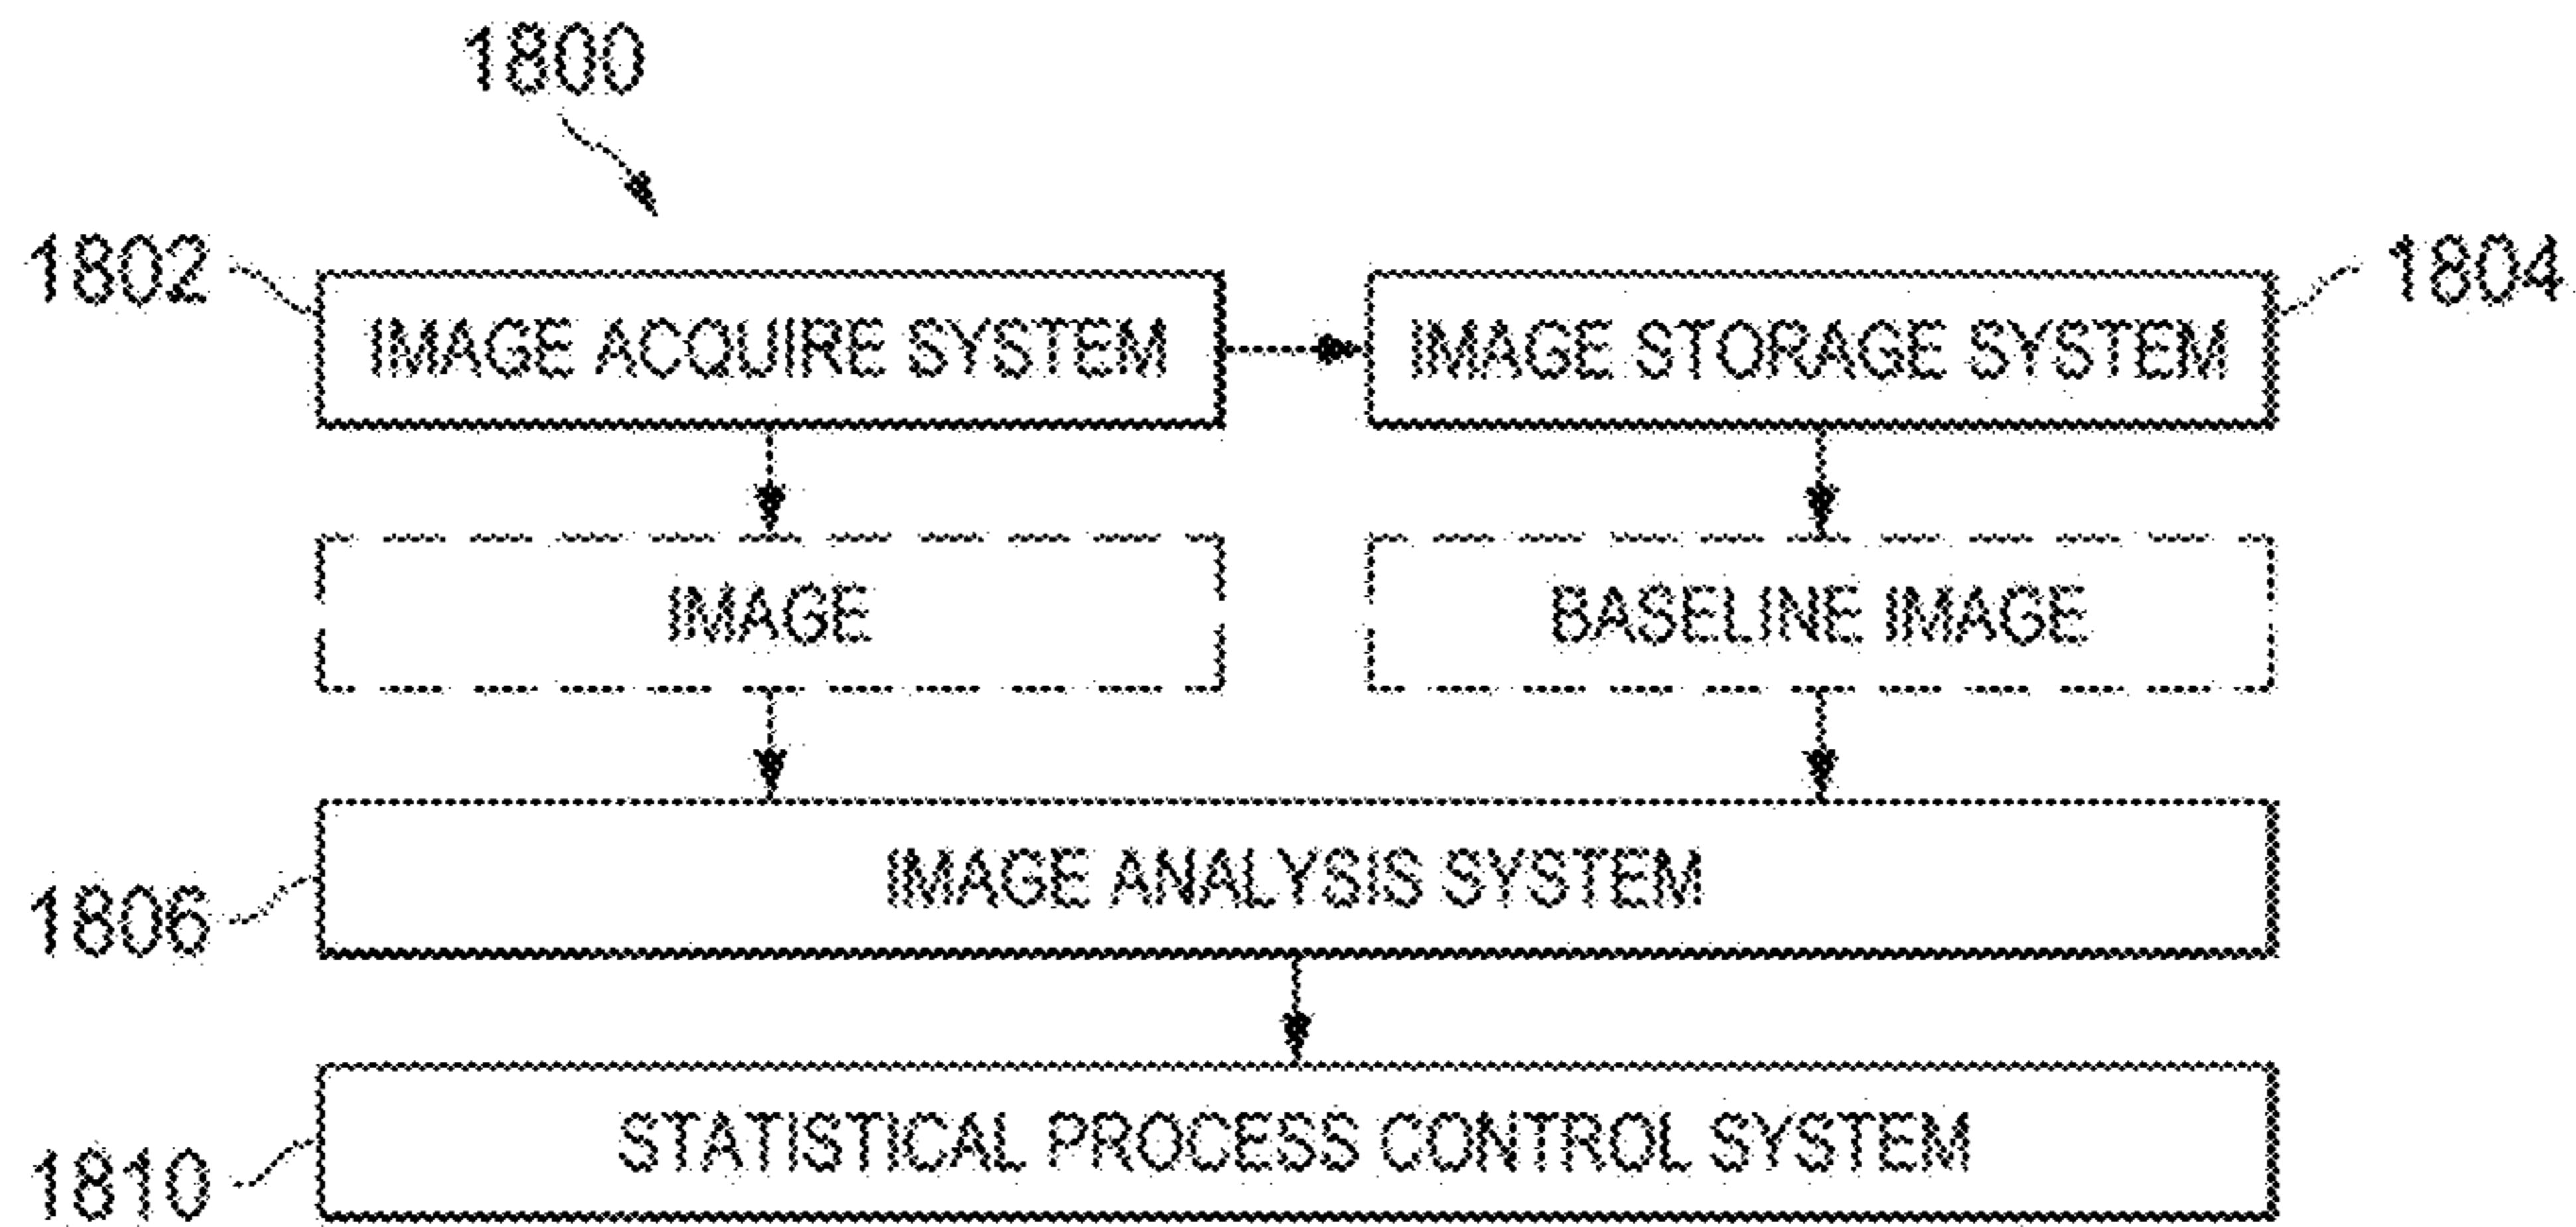 1800
1802
IMAGE ACQUIRE SYSTEM
IMAGE STORAGE SYSTEM
1804
IMAGE
BASELINE IMAGE
IMAGE ANALYSIS SYSTEM
1806
STATISTICAL PROCESS CONTROL SYSTEM
1810